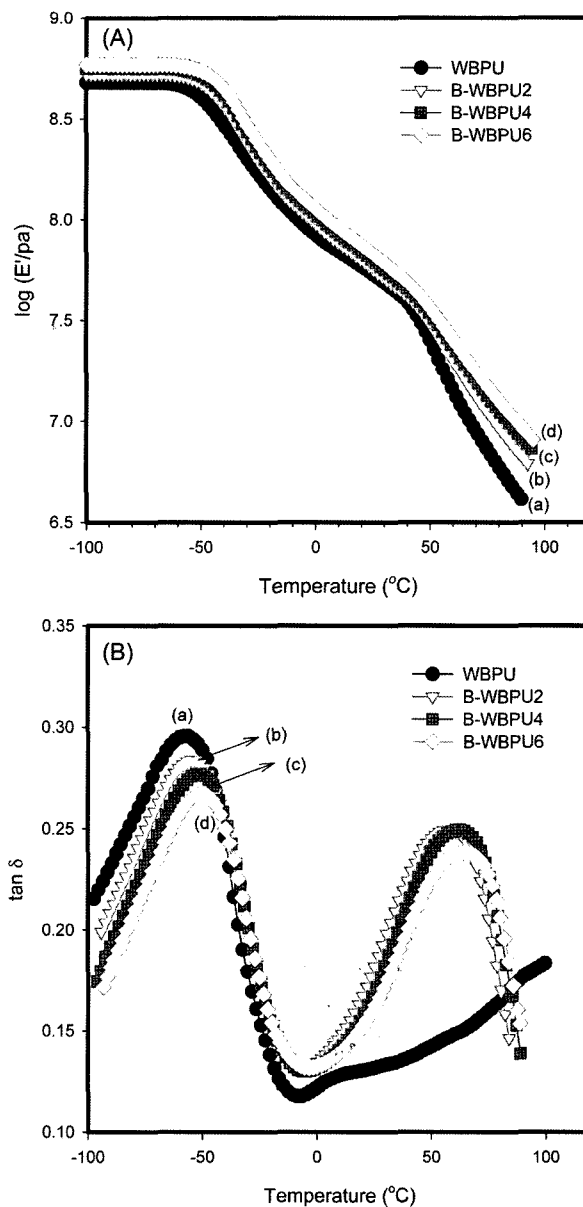 (A)
WBPU
B-WBPU2
B-WBPU4
B-WBPU6
9.0
8.5
8.0
7.5
7.0
6.5
log (E'/pa)
(d)
(c)
(b)
(a)
-100
-50
0
50
100
Temperature (°C)
(B)
WBPU
B-WBPU2
B-WBPU4
B-WBPU6
0.35
0.30
0.25
0.20
0.15
0.10
tan δ
(a)
(b)
(c)
(d)
-100
-50
0
50
100
Temperature (°C)